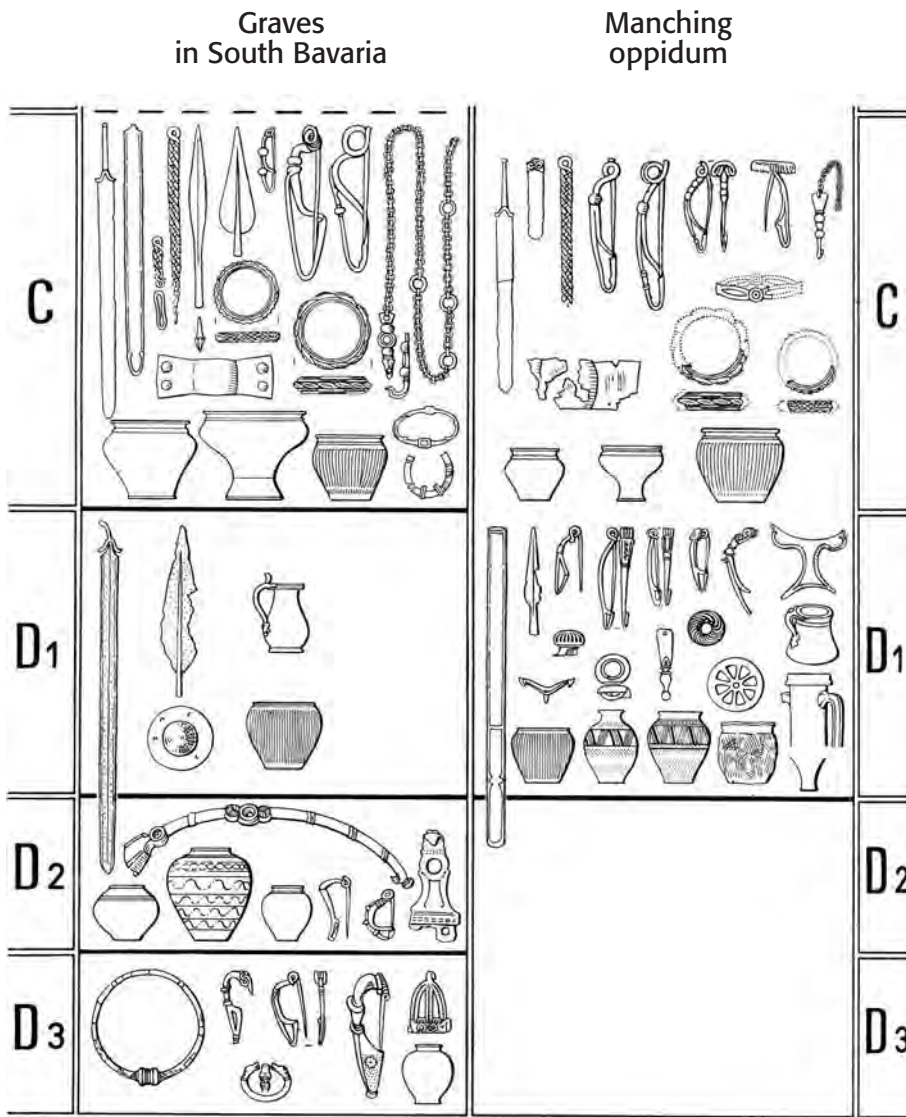 Graves
in South Bavaria
Manching
oppidum
C
C
D1
D1
D2
D2
D3
D3